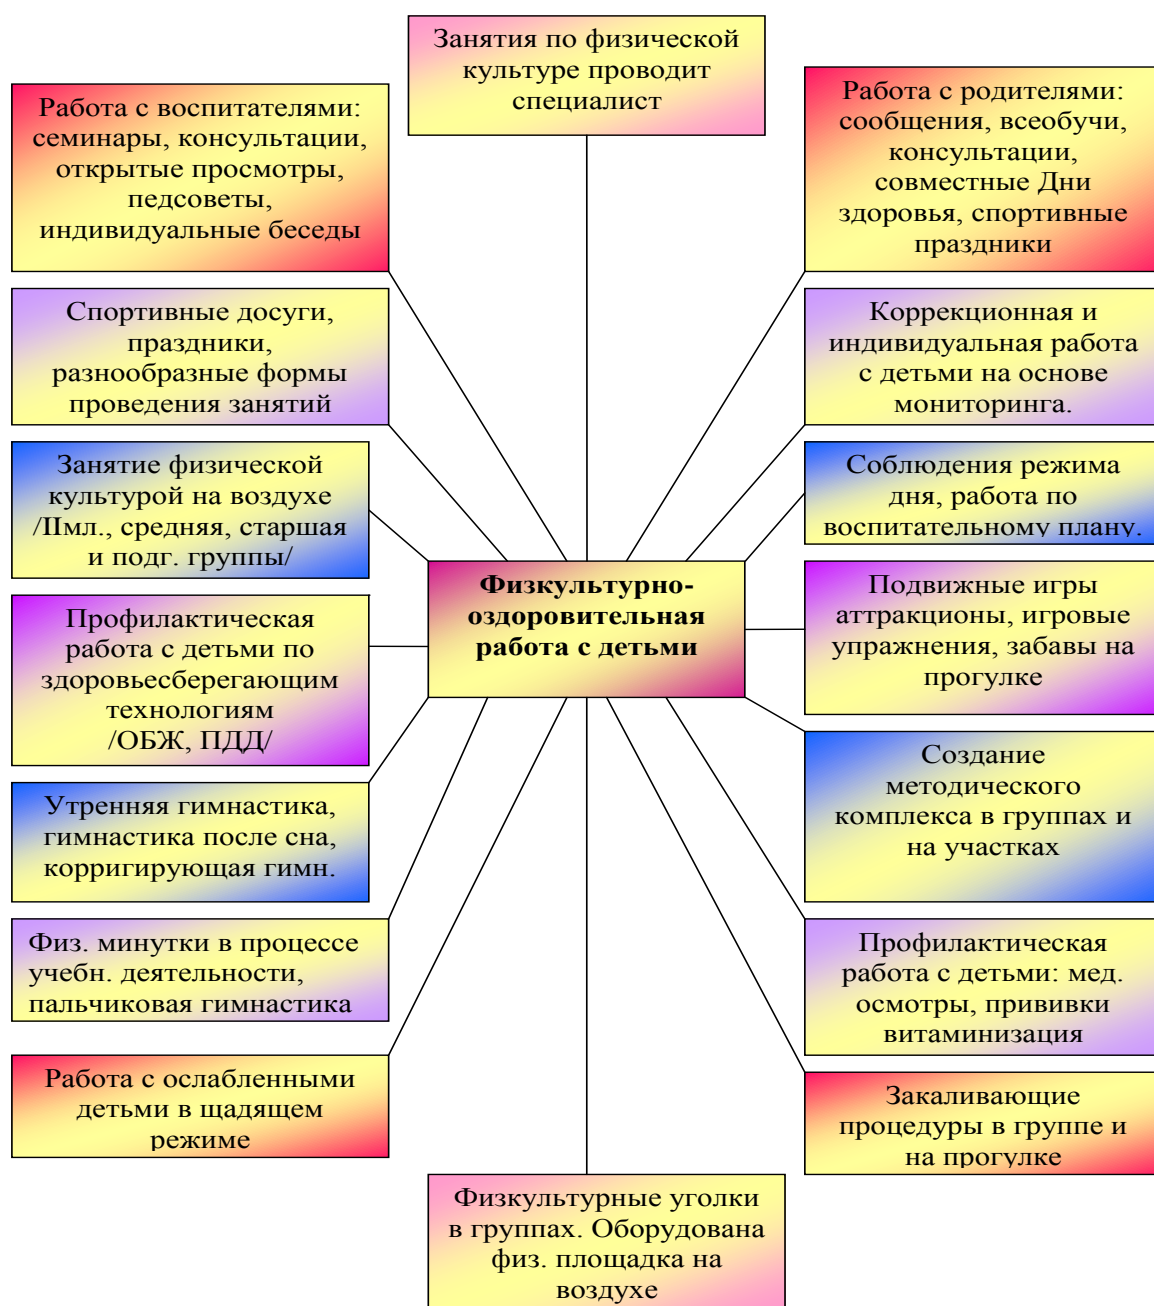 Занятия по физической
культуре проводит
специалист
Работа с воспитателями:
семинары, консультации,
открытые просмотры,
педсоветы,
индивидуальные беседы
Работа с родителями:
сообщения, всеобучи,
консультации,
совместные Дни
здоровья, спортивные
праздники
Спортивные досуги,
праздники,
разнообразные формы
проведения занятий
Коррекционная и
индивидуальная работа
с детьми на основе
мониторинга.
Занятие физической
культурой на воздухе
/IIмл., средняя, старшая
и подг. группы/
Соблюдения режима
дня, работа по
воспитательному плану.
Физкультурно-
оздоровительная
работа с детьми
Профилактическая
работа с детьми по
здоровьесберегающим
технологиям
/ОБЖ, ПДД/
Подвижные игры
аттракционы, игровые
упражнения, забавы на
прогулке
Утренняя гимнастика,
гимнастика после сна,
корригирующая гимн.
Создание
методического
комплекса в группах и
на участках
Физ. минутки в процессе
учебн. деятельности,
пальчиковая гимнастика
Профилактическая
работа с детьми: мед.
осмотры, прививки
витаминизация
Работа с ослабленными
детьми в щадящем
режиме
Закаливающие
процедуры в группе и
на прогулке
Физкультурные уголки
в группах. Оборудована
физ. площадка на
воздухе